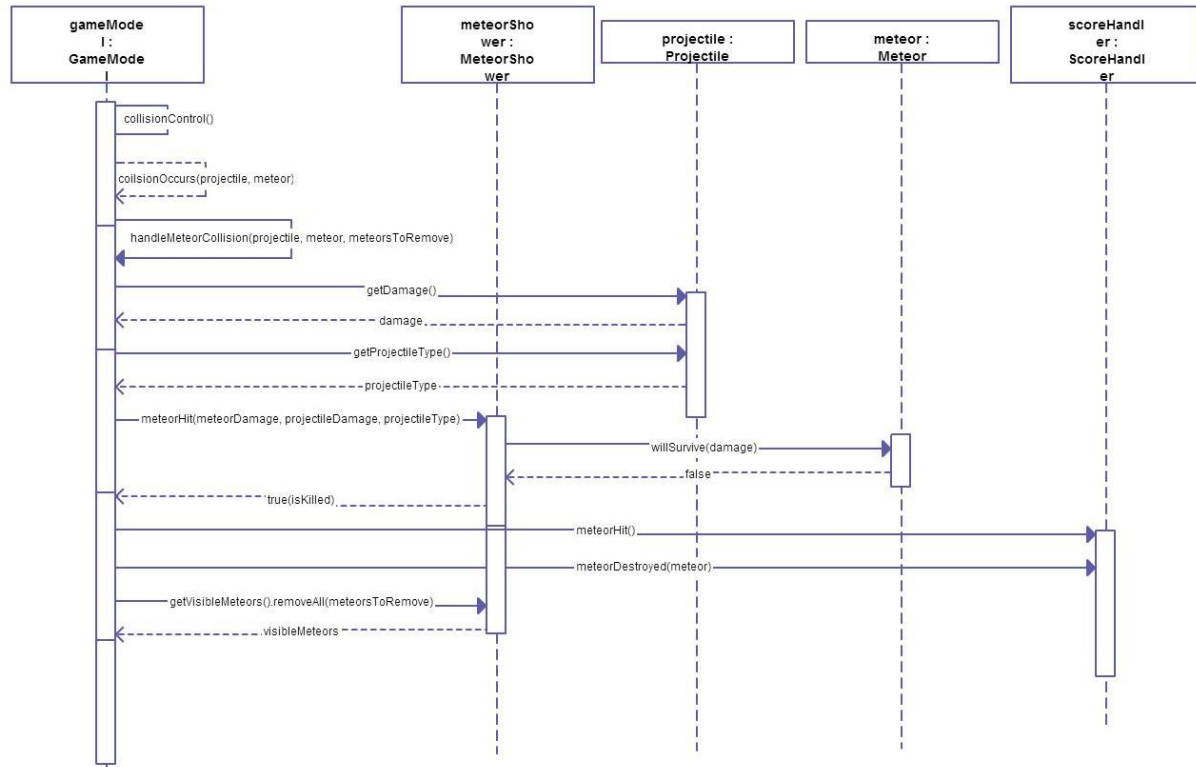 gameMode
l :
GameMode
l
meteorSho
wer :
MeteorSho
wer
projectile :
Projectile
meteor :
Meteor
scoreHandl
er :
ScoreHandl
er
collisionControl()
coilsionOccurs(projectile, meteor)
handleMeteorCollision(projectile, meteor, meteorsToRemove)
getDamage()
damage
getProjectileType()
projectileType
meteorHit(meteorDamage, projectileDamage, projectileType)
willSurvive(damage)
false
true(isKilled)
meteorHit()
meteorDestroyed(meteor)
getVisibleMeteors().removeAll(meteorsToRemove)
visibleMeteors